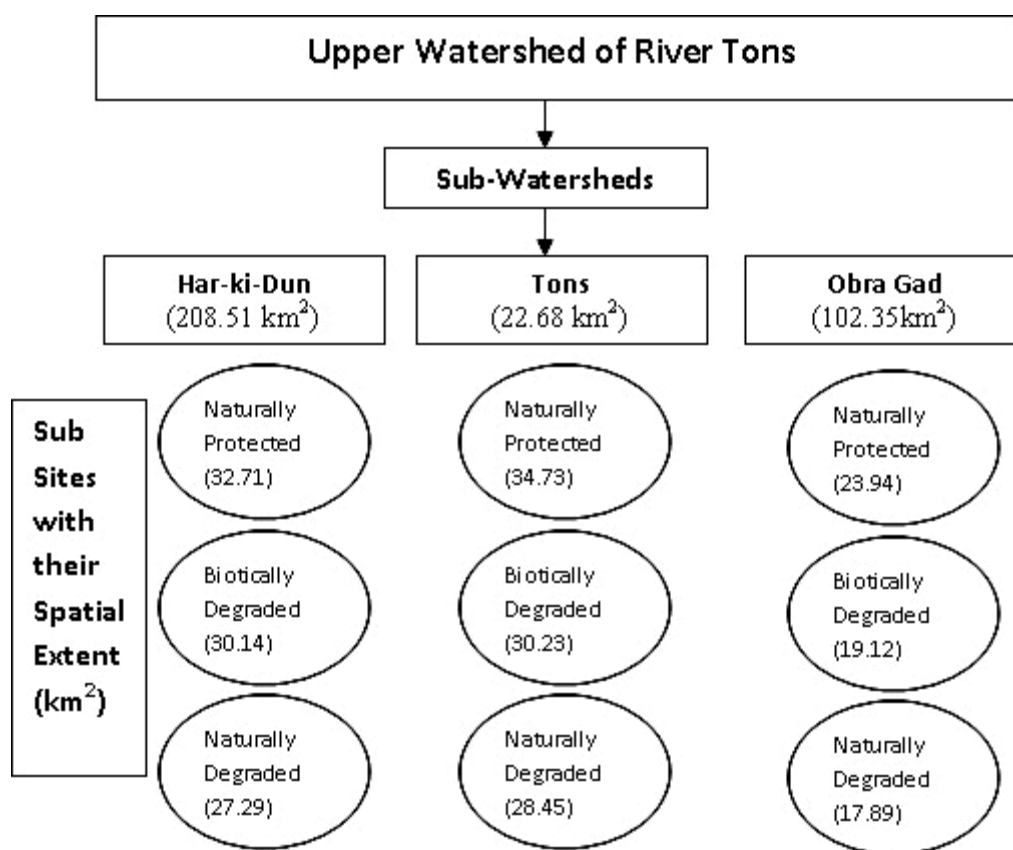 Upper Watershed of River Tons
Sub-Watersheds
Har-ki-Dun
(208.51 km²)
Tons
(22.68 km²)
Obra Gad
(102.35km²)
Sub
Sites
with
their
Spatial
Extent
(km²)
Naturally
Protected
(32.71)
Naturally
Protected
(34.73)
Naturally
Protected
(23.94)
Biotically
Degraded
(30.14)
Biotically
Degraded
(30.23)
Biotically
Degraded
(19.12)
Naturally
Degraded
(27.29)
Naturally
Degraded
(28.45)
Naturally
Degraded
(17.89)